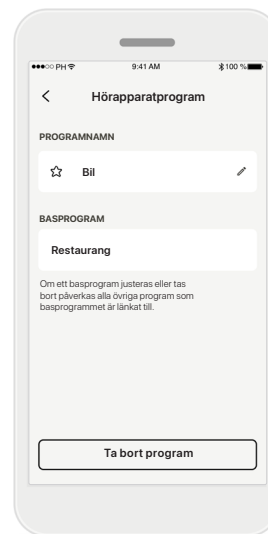 PH 9:41 AM 100 %
Hörapparatprogram
PROGRAMNAMN
Bil
BASPROGRAM
Restaurang
Om ett basprogram justeras eller tas
bort påverkas alla övriga program som
basprogrammet är länkat till.
Ta bort program